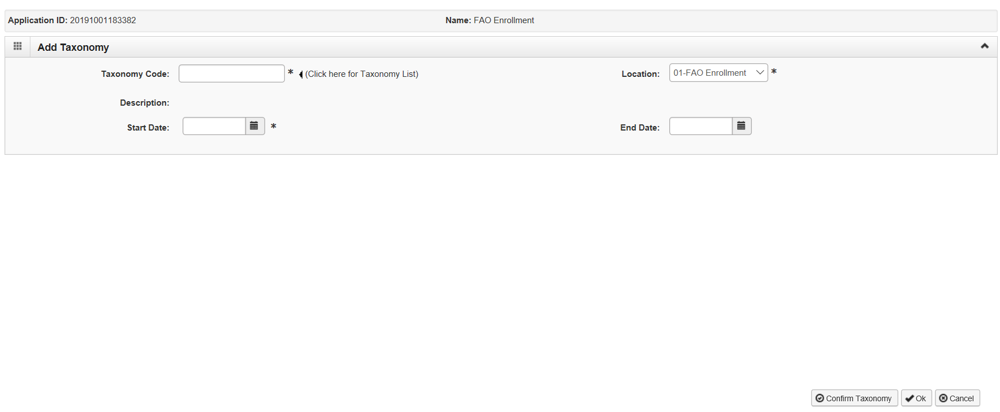 Application ID: 20191001183382 Name: FAO Enrollment
Add Taxonomy
Taxonomy Code: * (Click here for Taxonomy List) Location: 01-FAO Enrollment *
Description:
Start Date: * End Date:
Confirm Taxonomy Ok Cancel